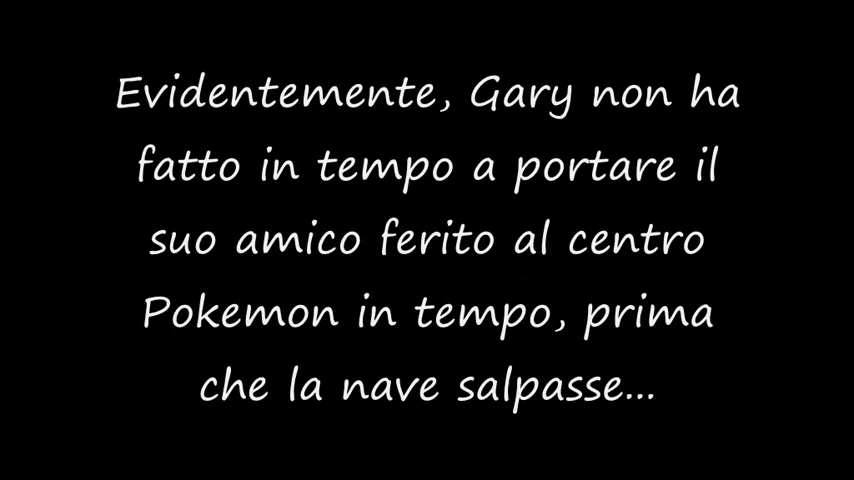 Evidentemente, Gary non ha
fatto in tempo a portare il
suo amico ferito al centro
Pokemon in tempo, prima
che la nave salpasse...